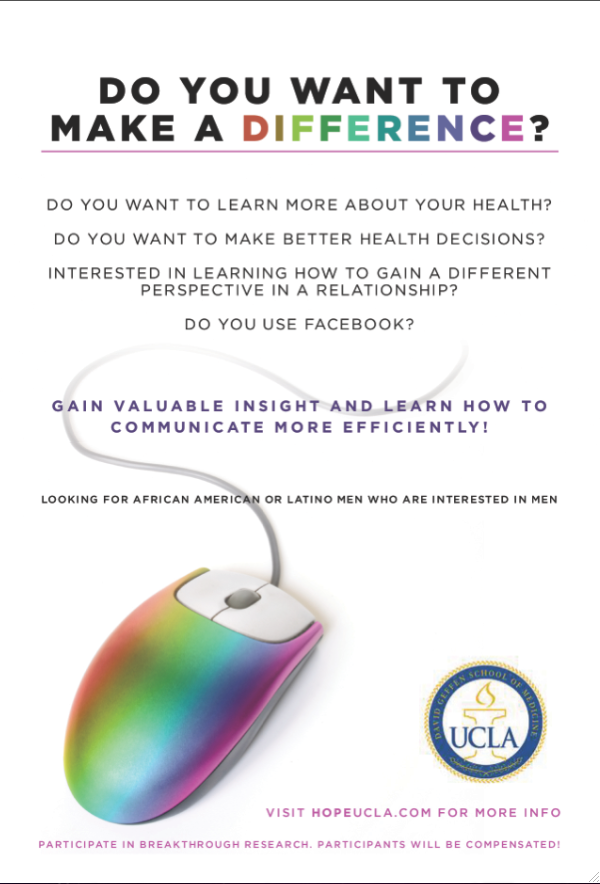 DO YOU WANT TO
MAKE A DIFFERENCE?
DO YOU WANT TO LEARN MORE ABOUT YOUR HEALTH?
DO YOU WANT TO MAKE BETTER HEALTH DECISIONS?
INTERESTED IN LEARNING HOW TO GAIN A DIFFERENT
PERSPECTIVE IN A RELATIONSHIP?
DO YOU USE FACEBOOK?
GAIN VALUABLE INSIGHT AND LEARN HOW TO
COMMUNICATE MORE EFFICIENTLY!
LOOKING FOR AFRICAN AMERICAN OR LATINO MEN WHO ARE INTERESTED IN MEN
DAVID GEFFEN SCHOOL OF MEDICINE
UCLA
VISIT HOPEUCLA.COM FOR MORE INFO
PARTICIPATE IN BREAKTHROUGH RESEARCH. PARTICIPANTS WILL BE COMPENSATED!